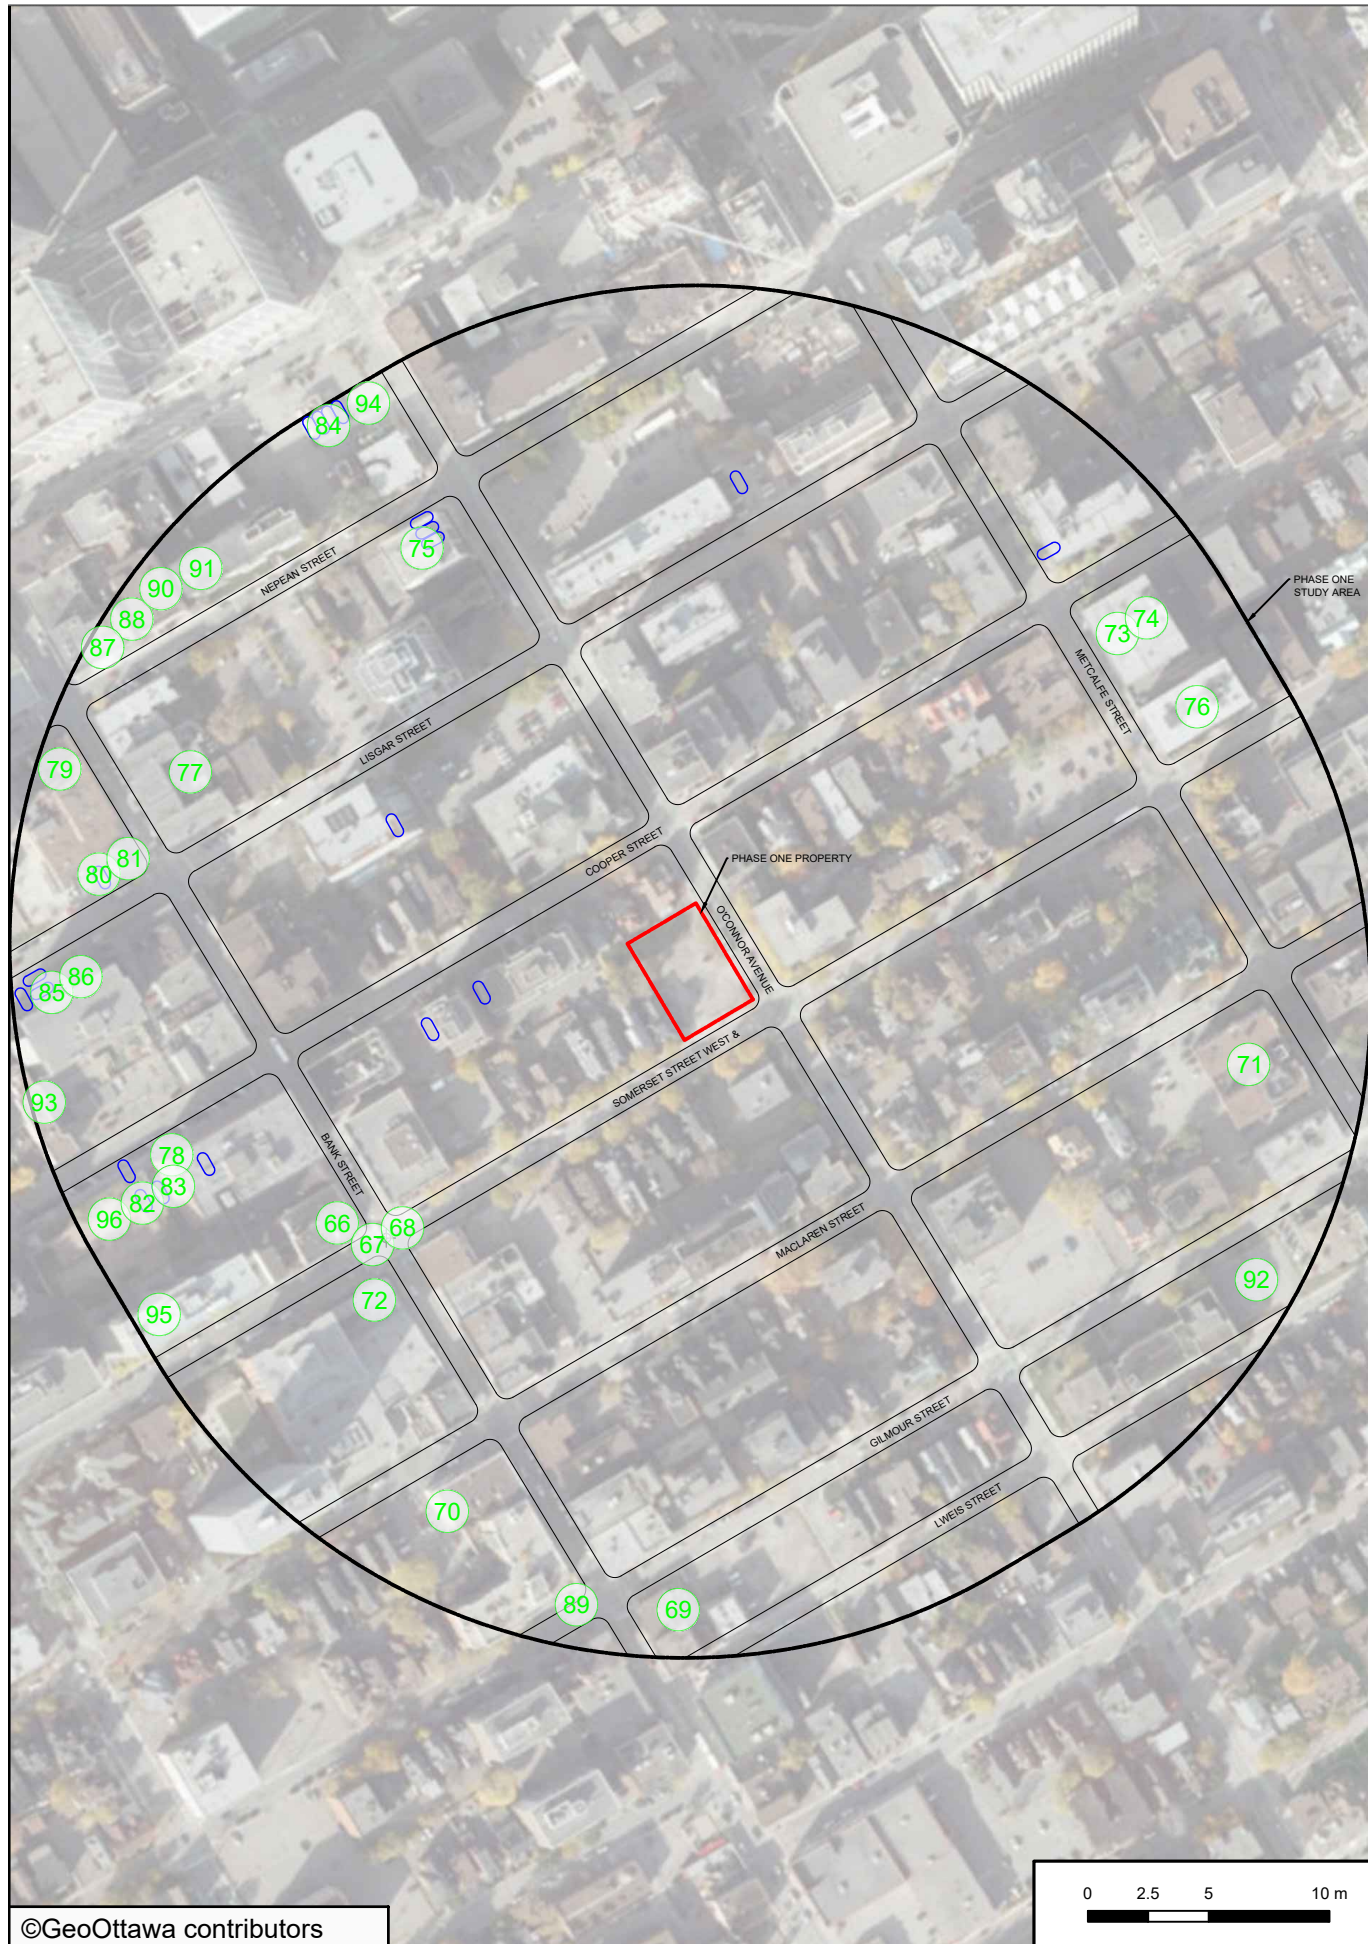 94
84
75
91
NEPEAN STREET
90
88
87
PHASE ONE
STUDY AREA
74
73
METCALFE STREET
76
79
77
LISGAR STREET
81
80
COOPER STREET
PHASE ONE PROPERTY
O'CONNOR AVENUE
86
85
SOMERSET STREET WEST &
71
93
78
BANK STREET
83
82
96
66
68
67
MACLAREN STREET
72
92
95
GILMOUR STREET
70
LWEIS STREET
89
69
0 2.5 5 10 m
©GeoOttawa contributors